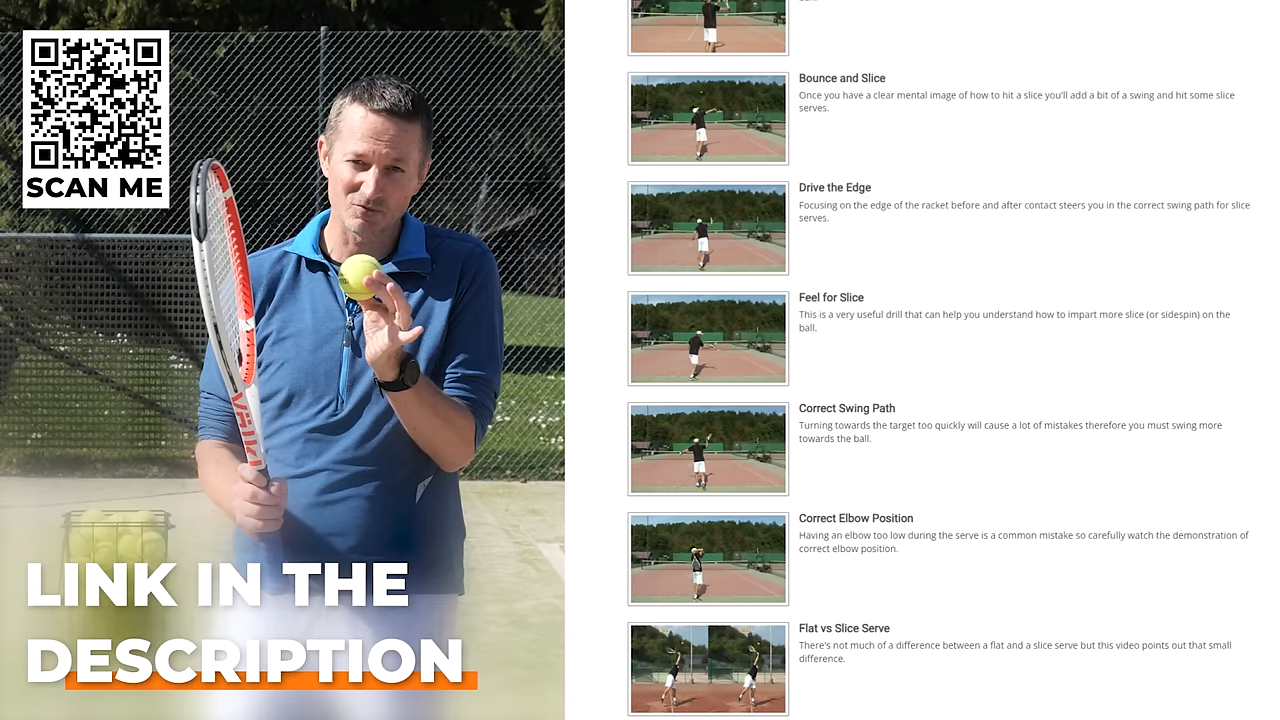 SCAN ME
LINK IN THE
DESCRIPTION
Bounce and Slice
Once you have a clear mental image of how to hit a slice you'll add a bit of a swing and hit some slice
serves.
Drive the Edge
Focusing on the edge of the racket before and after contact steers you in the correct swing path for slice
serves.
Feel for Slice
This is a very useful drill that can help you understand how to impart more slice (or sidespin) on the
ball.
Correct Swing Path
Turning towards the target too quickly will cause a lot of mistakes therefore you must swing more
towards the ball.
Correct Elbow Position
Having an elbow too low during the serve is a common mistake so carefully watch the demonstration of
correct elbow position.
Flat vs Slice Serve
There's not much of a difference between a flat and a slice serve but this video points out that small
difference.